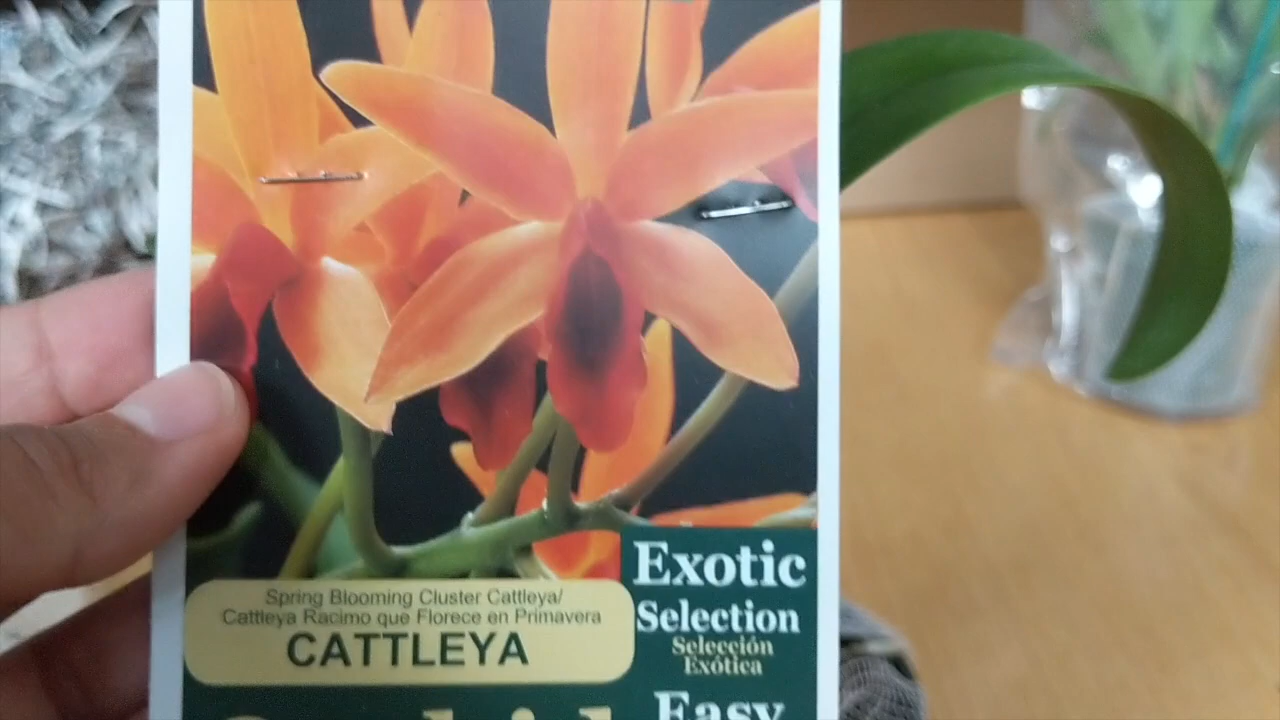 Spring Blooming Cluster Cattleya/
Cattleya Racimo que Florece en Primavera
CATTLEYA
Exotic
Selection
Selección
Exótica
Easy